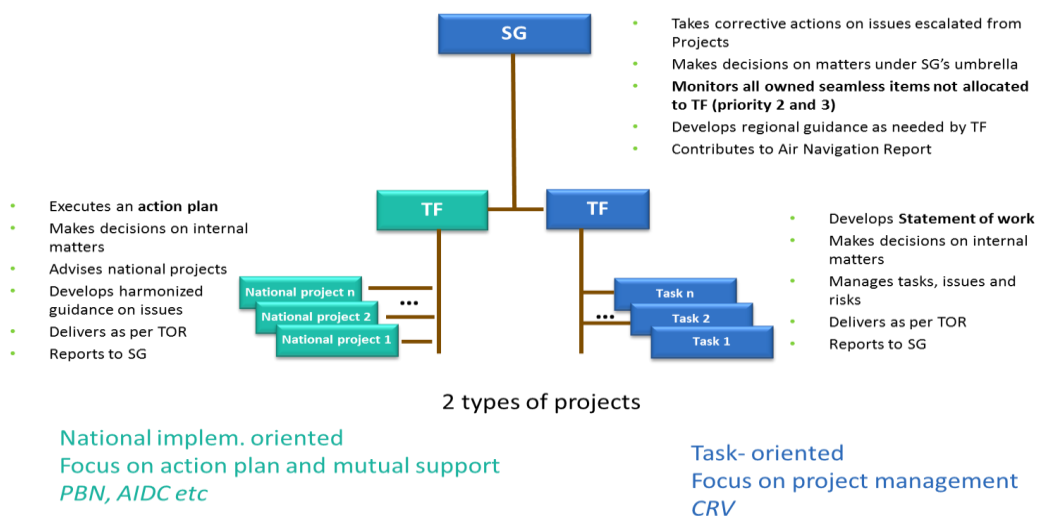 SG
• Takes corrective actions on issues escalated from
Projects
• Makes decisions on matters under SG's umbrella
• Monitors all owned seamless items not allocated
to TF (priority 2 and 3)
• Develops regional guidance as needed by TF
• Contributes to Air Navigation Report
• Executes an action plan
• Makes decisions on internal
matters
• Advises national projects
• Develops harmonized
guidance on issues
• Delivers as per TOR
• Reports to SG
TF
National project n
...
National project 2
National project 1
TF
Task n
...
Task 2
Task 1
• Develops Statement of work
• Makes decisions on internal
matters
• Manages tasks, issues and
risks
• Delivers as per TOR
• Reports to SG
2 types of projects
National implem. oriented
Focus on action plan and mutual support
PBN, AIDC etc
Task- oriented
Focus on project management
CRV